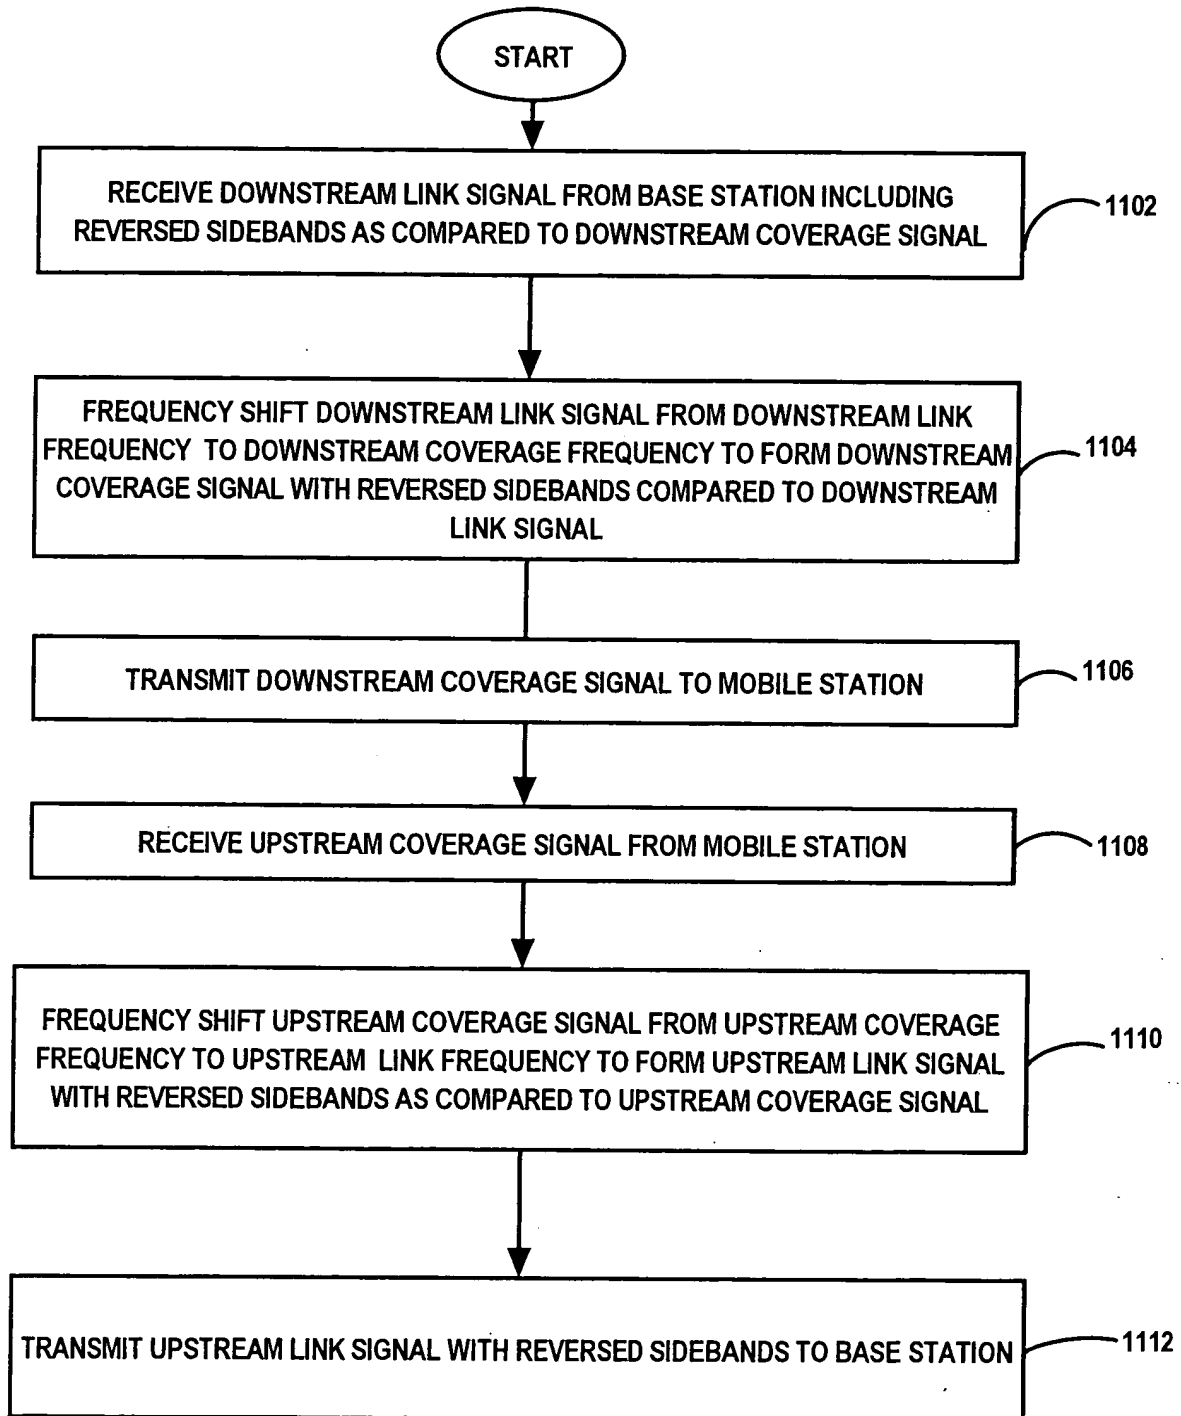 START
RECEIVE DOWNSTREAM LINK SIGNAL FROM BASE STATION INCLUDING
REVERSED SIDEBANDS AS COMPARED TO DOWNSTREAM COVERAGE SIGNAL
1102
FREQUENCY SHIFT DOWNSTREAM LINK SIGNAL FROM DOWNSTREAM LINK
FREQUENCY TO DOWNSTREAM COVERAGE FREQUENCY TO FORM DOWNSTREAM
COVERAGE SIGNAL WITH REVERSED SIDEBANDS COMPARED TO DOWNSTREAM
LINK SIGNAL
1104
TRANSMIT DOWNSTREAM COVERAGE SIGNAL TO MOBILE STATION
1106
RECEIVE UPSTREAM COVERAGE SIGNAL FROM MOBILE STATION
1108
FREQUENCY SHIFT UPSTREAM COVERAGE SIGNAL FROM UPSTREAM COVERAGE
FREQUENCY TO UPSTREAM LINK FREQUENCY TO FORM UPSTREAM LINK SIGNAL
WITH REVERSED SIDEBANDS AS COMPARED TO UPSTREAM COVERAGE SIGNAL
1110
TRANSMIT UPSTREAM LINK SIGNAL WITH REVERSED SIDEBANDS TO BASE STATION
1112